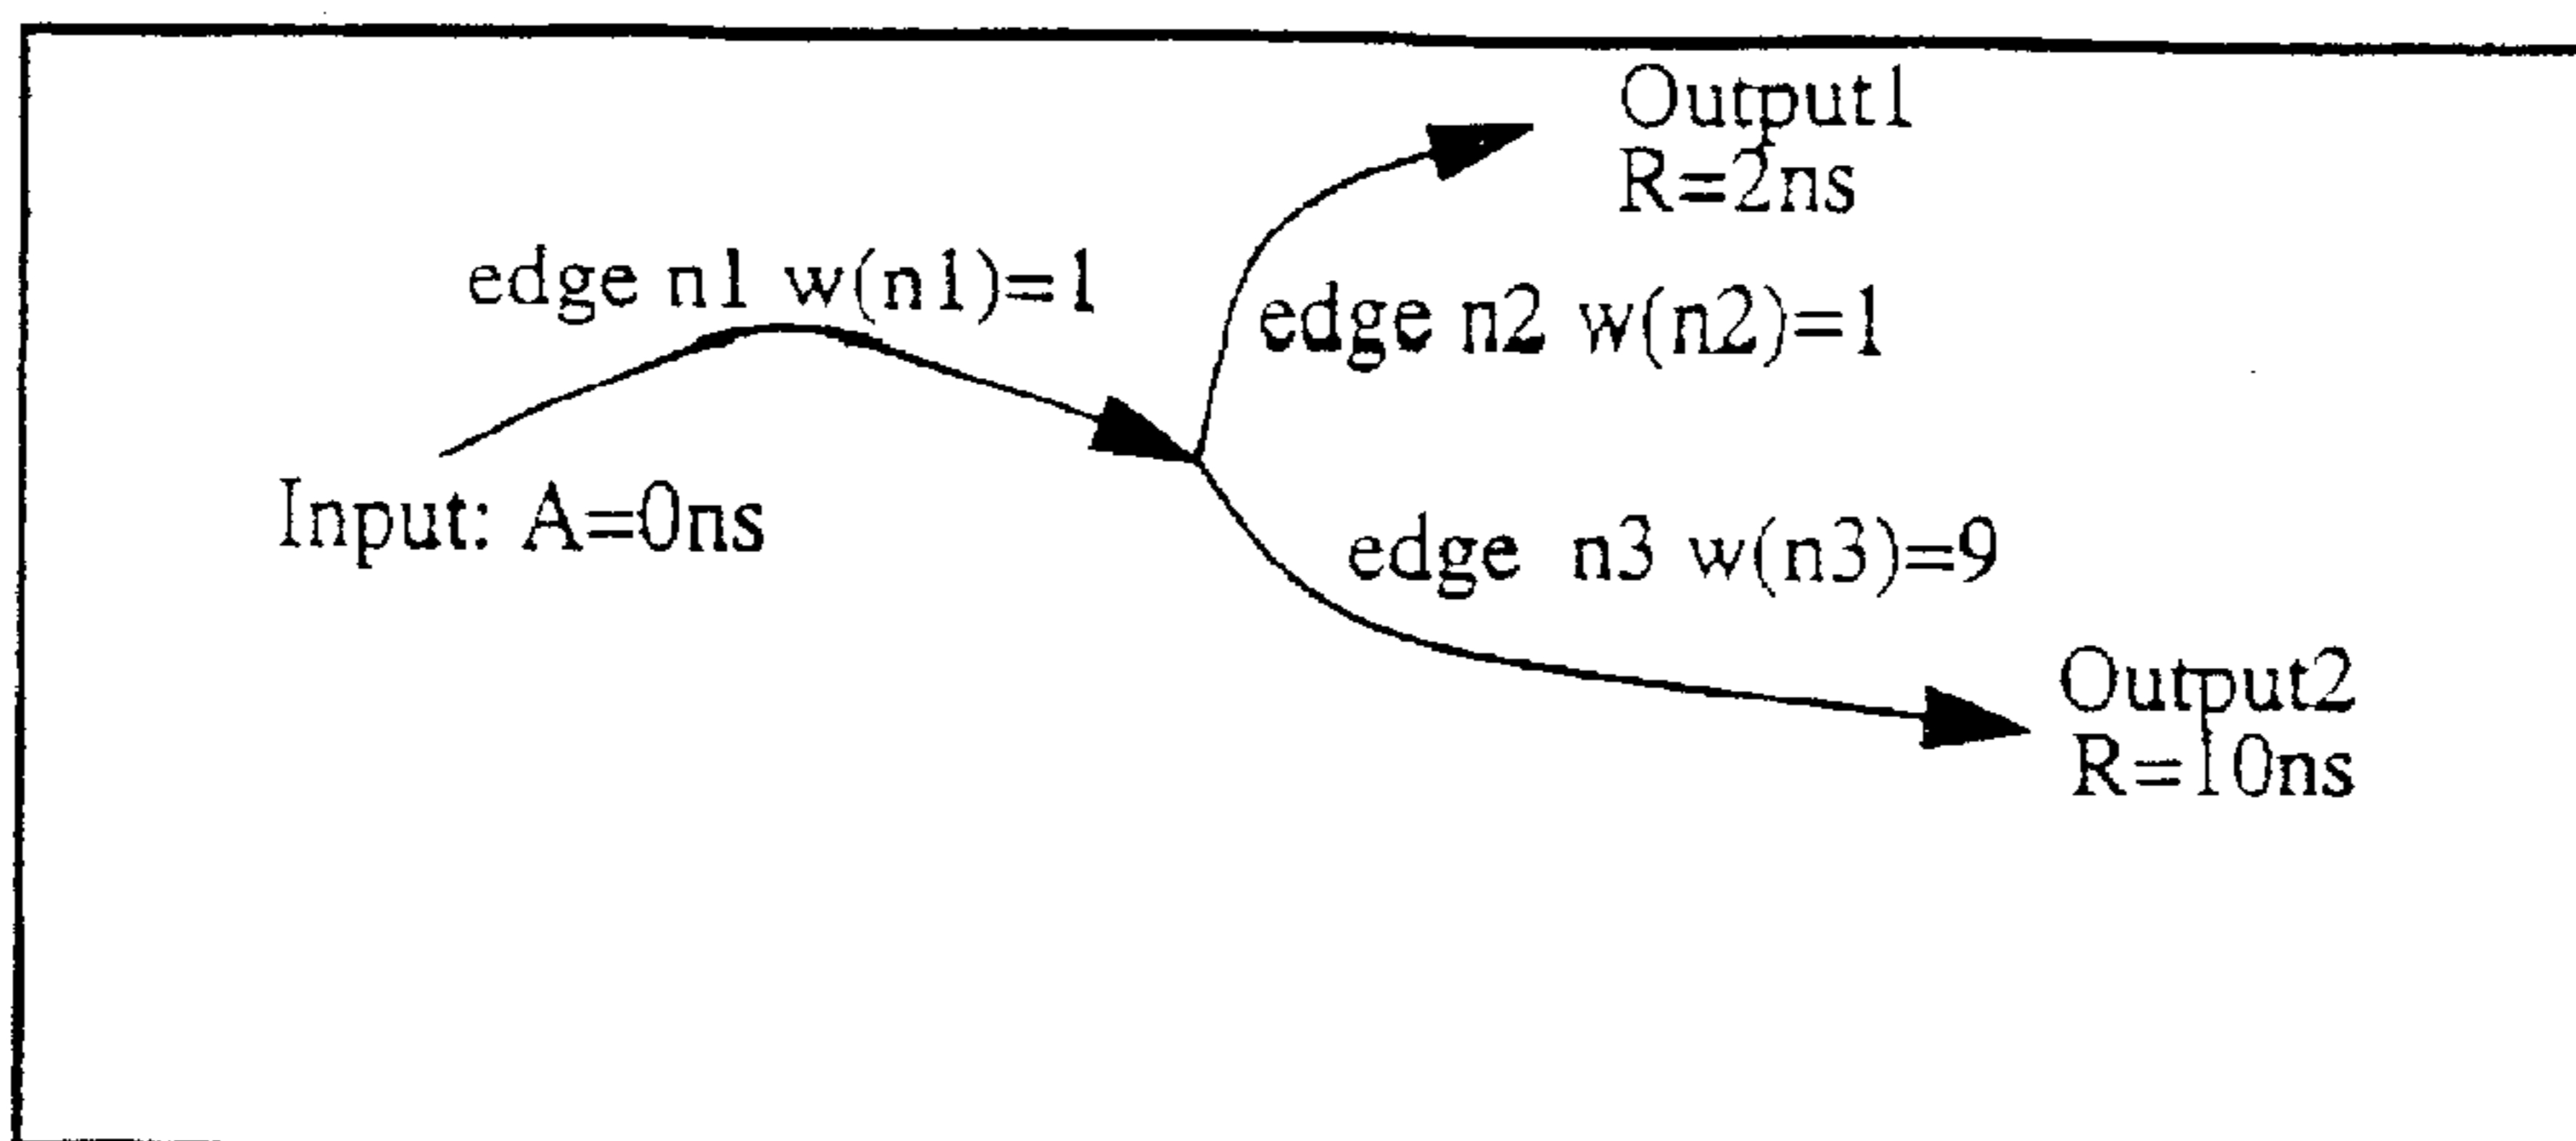 Output1
R=2ns
edge n1 w(n1)=1
edge n2 w(n2)=1
Input: A=0ns
edge n3 w(n3)=9
Output2
R=10ns